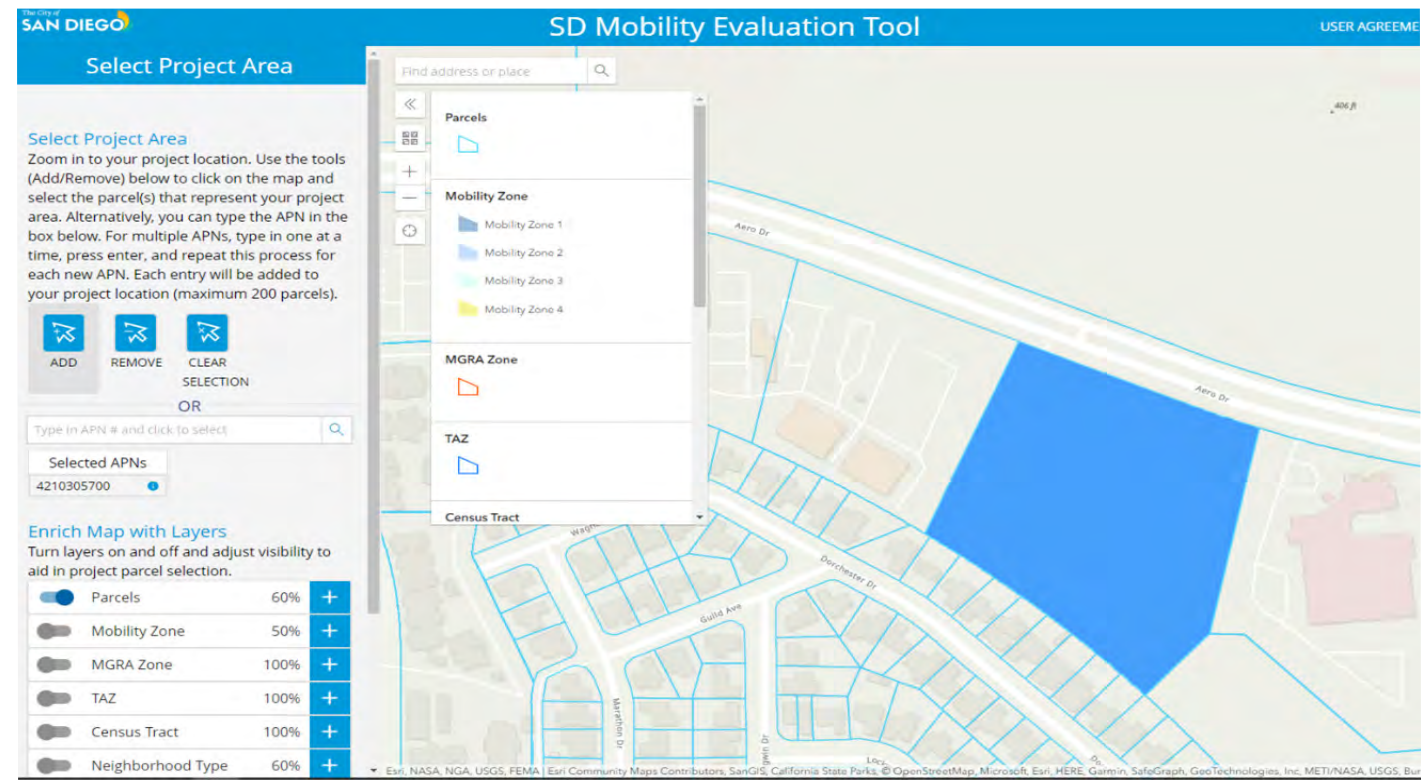 The City of
SAN DIEGO
SD Mobility Evaluation Tool
USER AGREEME
Select Project Area
Select Project Area
Zoom in to your project location. Use the tools
(Add/Remove) below to click on the map and
select the parcel(s) that represent your project
area. Alternatively, you can type the APN in the
box below. For multiple APNs, type in one at a
time, press enter, and repeat this process for
each new APN. Each entry will be added to
your project location (maximum 200 parcels).
ADD
REMOVE
CLEAR
SELECTION
OR
Type in APN # and click to select
Selected APNs
4210305700
Enrich Map with Layers
Turn layers on and off and adjust visibility to
aid in project parcel selection.
Parcels 60%
Mobility Zone 50%
MGRA Zone 100%
TAZ 100%
Census Tract 100%
Neighborhood Type 60%
Find address or place
Parcels
Mobility Zone
Mobility Zone 1
Mobility Zone 2
Mobility Zone 3
Mobility Zone 4
MGRA Zone
TAZ
Census Tract
406 ft
Aero Dr
Aero Dr
Dorchester Dr
Guild Ave
Marathon Dr
Esri, NASA, NGA, USGS, FEMA | Esri Community Maps Contributors, SanGIS, California State Parks, © OpenStreetMap, Microsoft, Esri, HERE, Garmin, SafeGraph, GeoTechnologies, Inc, METI/NASA, USGS, Bu